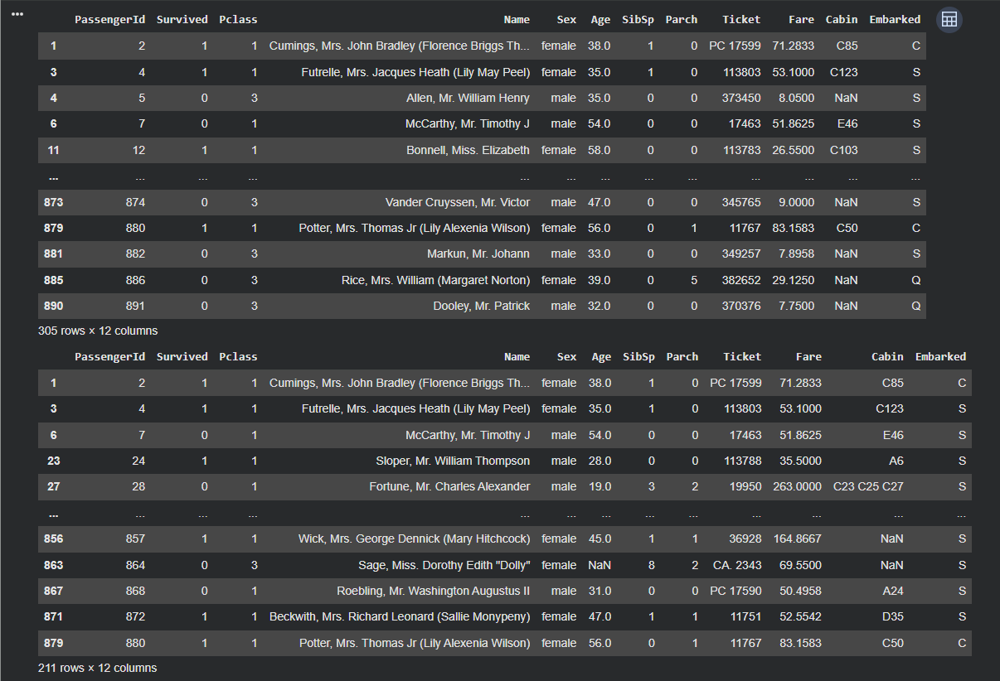 PassengerId Survived Pclass Name Sex Age SibSp Parch Ticket Fare Cabin Embarked
1 2 1 1 Cumings, Mrs. John Bradley (Florence Briggs Th... female 38.0 1 0 PC 17599 71.2833 C85 C
3 4 1 1 Futrelle, Mrs. Jacques Heath (Lily May Peel) female 35.0 1 0 113803 53.1000 C123 S
4 5 0 3 Allen, Mr. William Henry male 35.0 0 0 373450 8.0500 NaN S
6 7 0 1 McCarthy, Mr. Timothy J male 54.0 0 0 17463 51.8625 E46 S
11 12 1 1 Bonnell, Miss. Elizabeth female 58.0 0 0 113783 26.5500 C103 S
... ... ... ... ... ... ... ... ... ... ... ... ...
873 874 0 3 Vander Cruyssen, Mr. Victor male 47.0 0 0 345765 9.0000 NaN S
879 880 1 1 Potter, Mrs. Thomas Jr (Lily Alexenia Wilson) female 56.0 0 1 11767 83.1583 C50 C
881 882 0 3 Markun, Mr. Johann male 33.0 0 0 349257 7.8958 NaN S
885 886 0 3 Rice, Mrs. William (Margaret Norton) female 39.0 0 5 382652 29.1250 NaN Q
890 891 0 3 Dooley, Mr. Patrick male 32.0 0 0 370376 7.7500 NaN Q
305 rows × 12 columns
PassengerId Survived Pclass Name Sex Age SibSp Parch Ticket Fare Cabin Embarked
1 2 1 1 Cumings, Mrs. John Bradley (Florence Briggs Th... female 38.0 1 0 PC 17599 71.2833 C85 C
3 4 1 1 Futrelle, Mrs. Jacques Heath (Lily May Peel) female 35.0 1 0 113803 53.1000 C123 S
6 7 0 1 McCarthy, Mr. Timothy J male 54.0 0 0 17463 51.8625 E46 S
23 24 1 1 Sloper, Mr. William Thompson male 28.0 0 0 113788 35.5000 A6 S
27 28 0 1 Fortune, Mr. Charles Alexander male 19.0 3 2 19950 263.0000 C23 C25 C27 S
... ... ... ... ... ... ... ... ... ... ... ... ...
856 857 1 1 Wick, Mrs. George Dennick (Mary Hitchcock) female 45.0 1 1 36928 164.8667 NaN S
863 864 0 3 Sage, Miss. Dorothy Edith "Dolly" female NaN 8 2 CA. 2343 69.5500 NaN S
867 868 0 1 Roebling, Mr. Washington Augustus II male 31.0 0 0 PC 17590 50.4958 A24 S
871 872 1 1 Beckwith, Mrs. Richard Leonard (Sallie Monypeny) female 47.0 1 1 11751 52.5542 D35 S
879 880 1 1 Potter, Mrs. Thomas Jr (Lily Alexenia Wilson) female 56.0 0 1 11767 83.1583 C50 C
211 rows × 12 columns